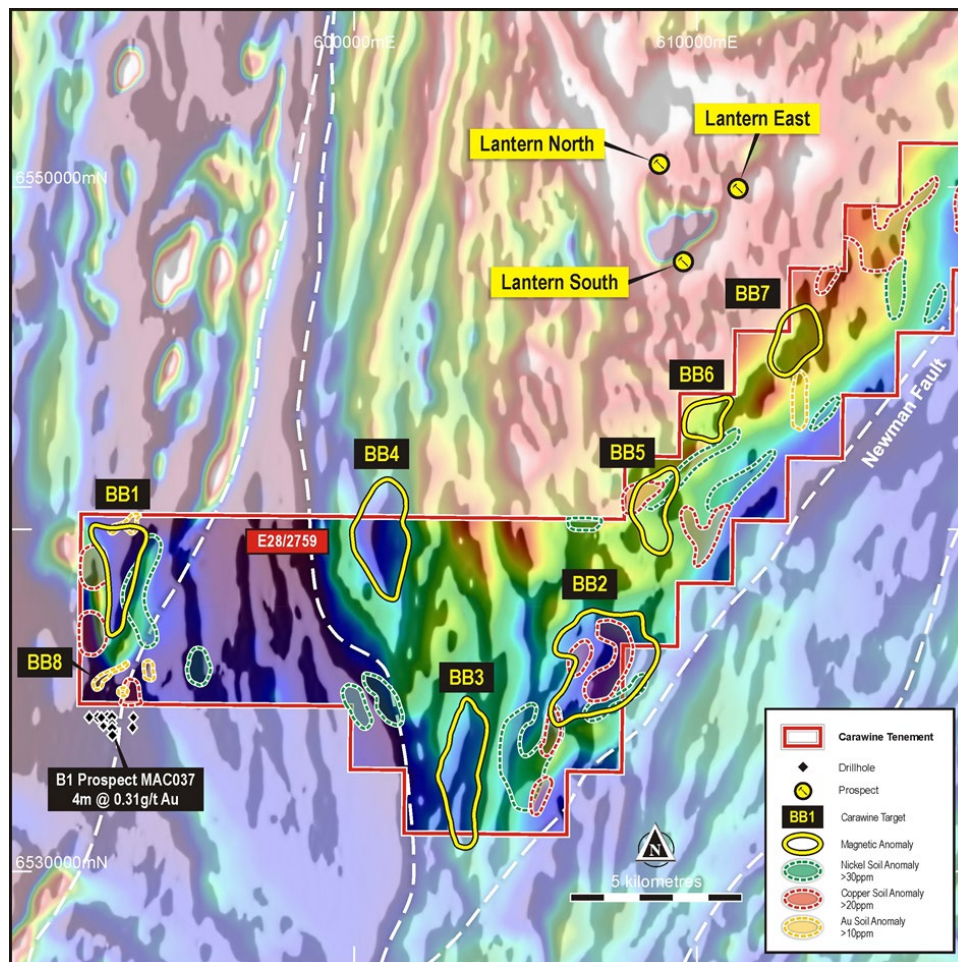 600000mE
610000mE
Lantern East
Lantern North
6550000mN
Lantern South
BB7
BB6
Newman Fault
BB5
BB4
BB1
E28/2759
BB2
BB8
BB3
B1 Prospect MAC037
4m @ 0.31g/t Au
6530000mN
N
5 kilometres
Carawine Tenement
Drillhole
Prospect
BB1
Carawine Target
Magnetic Anomaly
Nickel Soil Anomaly
>30ppm
Copper Soil Anomaly
>20ppm
Au Soil Anomaly
>10ppm